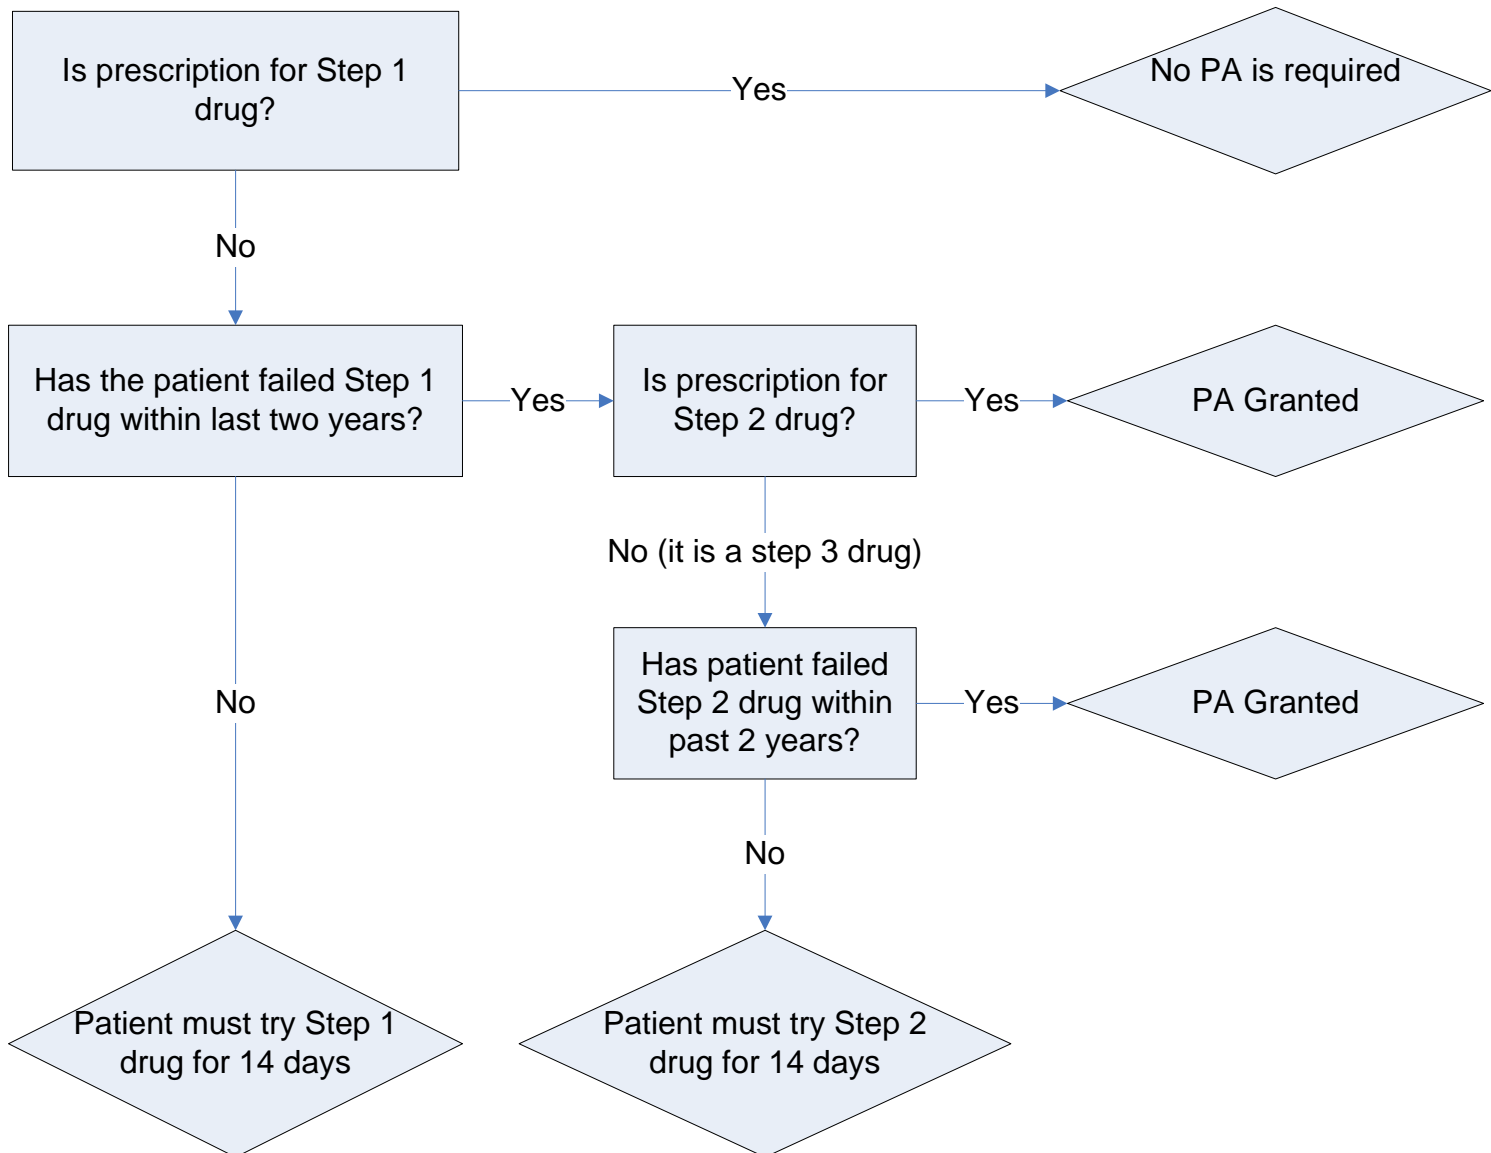 Is prescription for Step 1
drug?
Yes
No PA is required
No
Has the patient failed Step 1
drug within last two years?
Yes
Is prescription for
Step 2 drug?
Yes
PA Granted
No (it is a step 3 drug)
Has patient failed
Step 2 drug within
past 2 years?
Yes
PA Granted
No
No
Patient must try Step 1
drug for 14 days
Patient must try Step 2
drug for 14 days